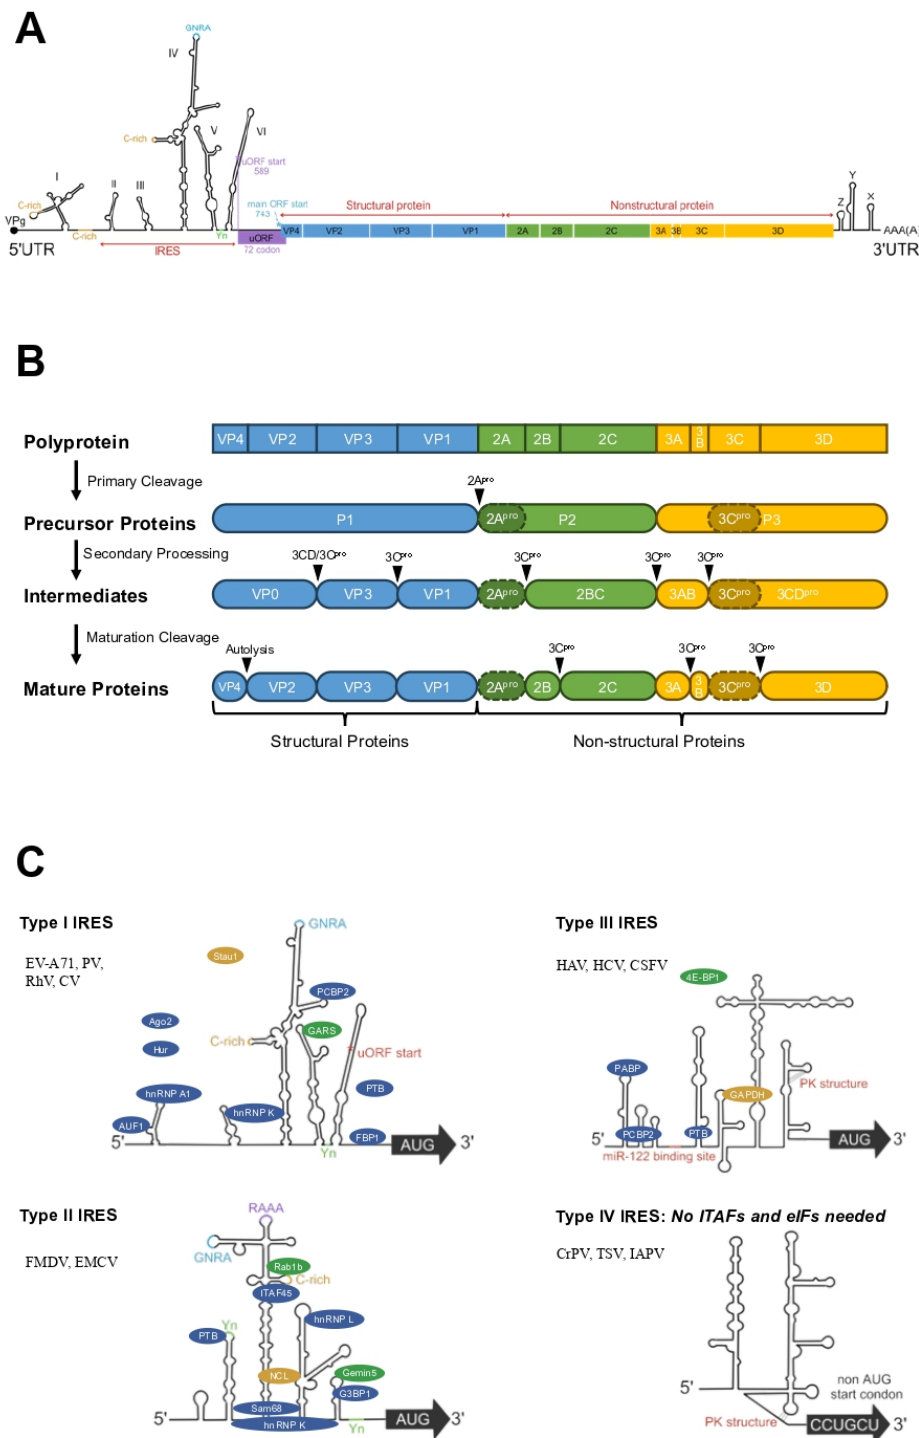 A
GNRA
IV
C-rich
V
VI
uORF start
589
I
II
III
C-rich
VPg
C-rich
5'UTR
IRES
Yn
main ORF start
743
uORF
72 codon
Structural protein
Nonstructural protein
VP4 VP2 VP3 VP1 2A 2B 2C 3A 3B 3C 3D
Z
Y
X
AAA(A)
3'UTR
B
Polyprotein
VP4 VP2 VP3 VP1 2A 2B 2C 3A 3B 3C 3D
Primary Cleavage
2Apro
Precursor Proteins
P1 2Apro P2 3Cpro P3
Secondary Processing
3CD/3Cpro 3Cpro 3Cpro 3Cpro 3Cpro
Intermediates
VP0 VP3 VP1 2Apro 2BC 3AB 3Cpro 3CDpro
Maturation Cleavage
Autolysis 3Cpro 3Cpro 3Cpro
Mature Proteins
VP4 VP2 VP3 VP1 2Apro 2B 2C 3A 3B 3Cpro 3D
Structural Proteins
Non-structural Proteins
C
Type I IRES
EV-A71, PV,
RhV, CV
Stau1
GNRA
PCBP2
Ago2
Hur
GARS
C-rich
uORF start
hnRNP A1
hnRNP K
PTB
AUF1
FBP1
5'
Yn
AUG
3'
Type III IRES
HAV, HCV, CSFV
4E-BP1
PABP
GAPDH
PK structure
PCBP2
PTB
5'
miR-122 binding site
AUG
3'
Type II IRES
FMDV, EMCV
RAAA
GNRA
Rab1b
C-rich
ITAF45
hnRNP L
Yn
PTB
NCL
Gemin5
G3BP1
Sam68
hnRNP K
5'
Yn
AUG
3'
Type IV IRES: No ITAFs and eIFs needed
CrPV, TSV, IAPV
5'
non AUG
start condon
PK structure
CCUGCU
3'